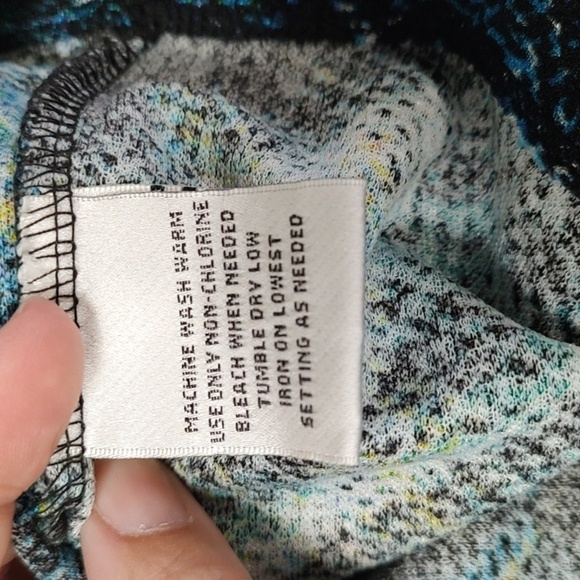 MACHINE WASH WARM
USE ONLY NON-CHLORINE
BLEACH WHEN NEEDED
TUMBLE DRY LOW
IRON ON LOWEST
SETTING AS NEEDED